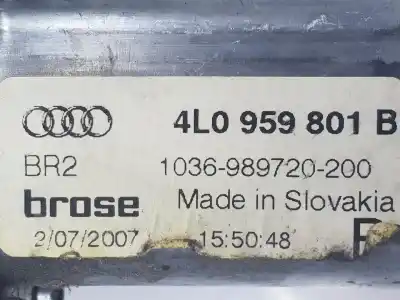 4L0 959 801 B
BR2 1036-989720-200
brose Made in Slovakia
2/07/2007 15:50:48